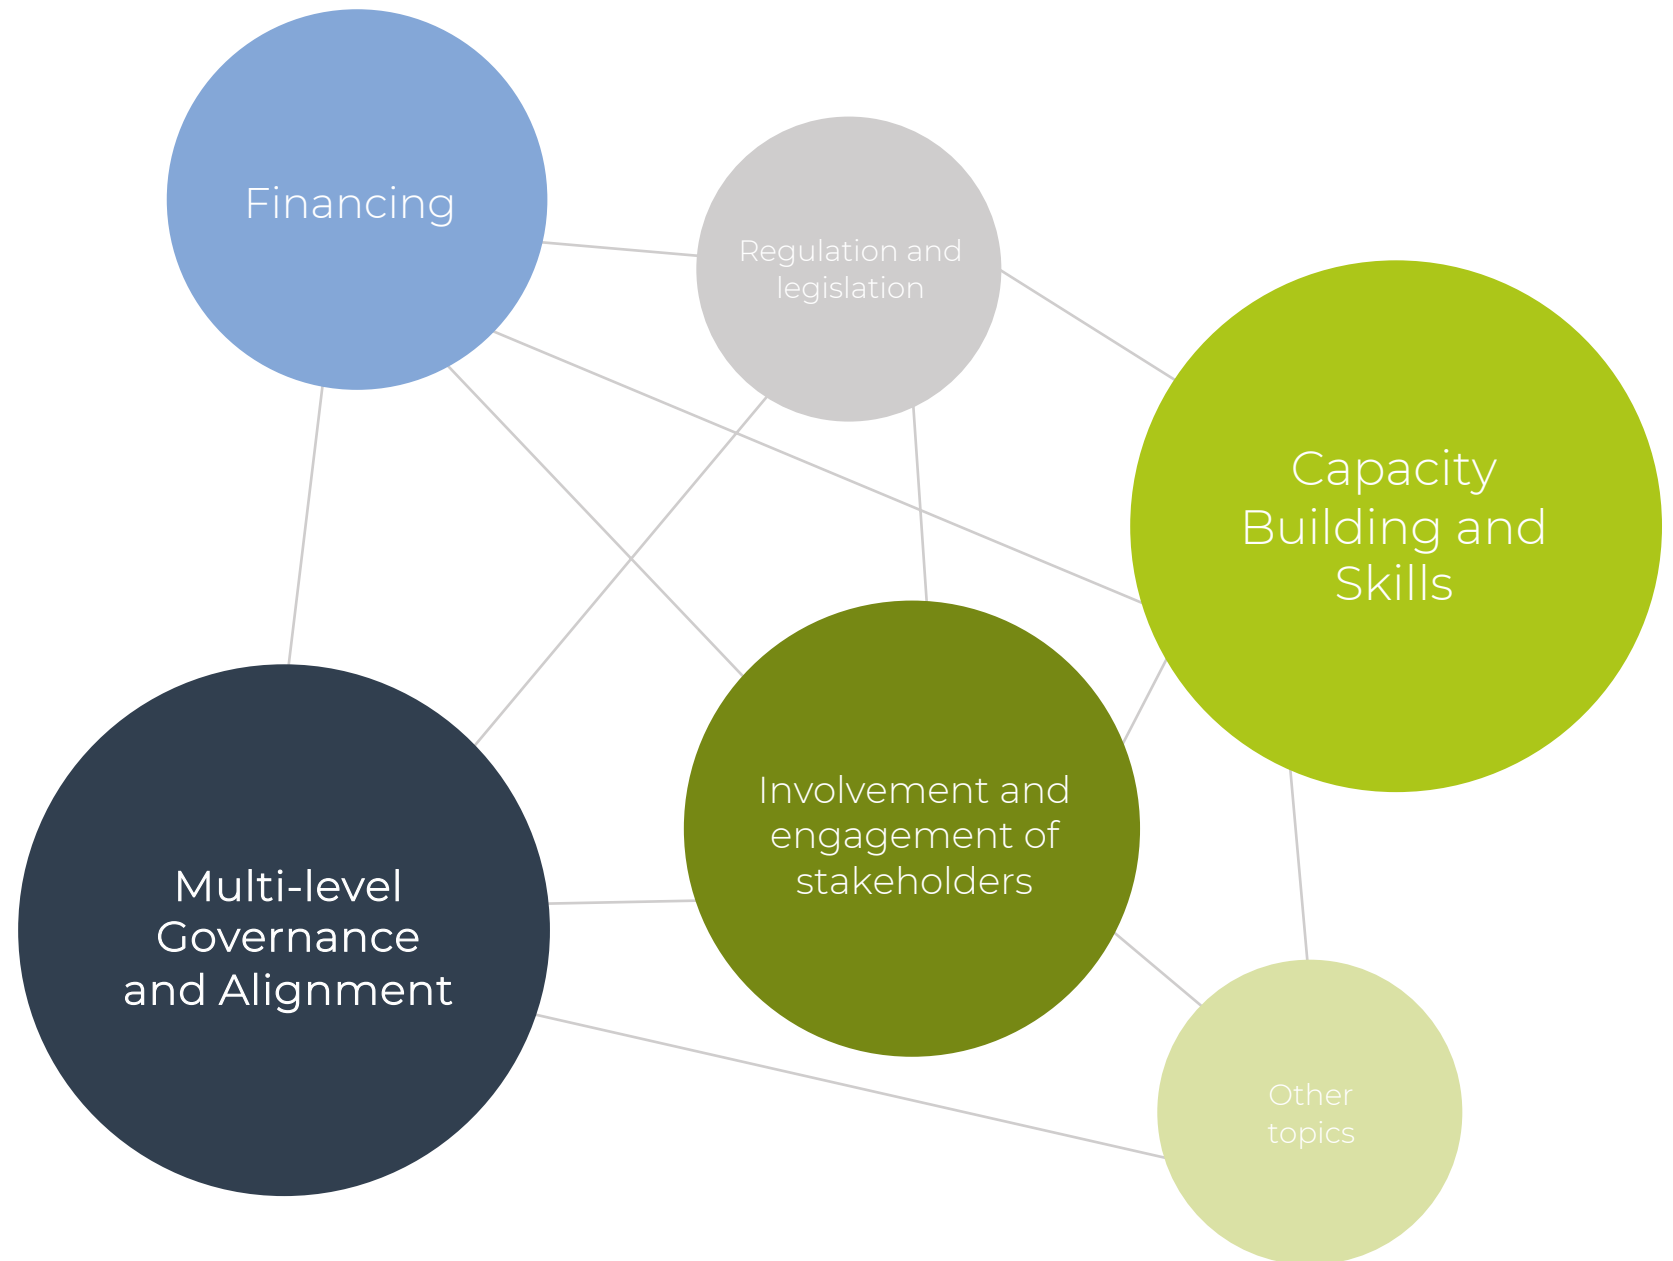 Financing
Regulation and
legislation
Capacity
Building and
Skills
Involvement and
engagement of
stakeholders
Multi-level
Governance
and Alignment
Other
topics